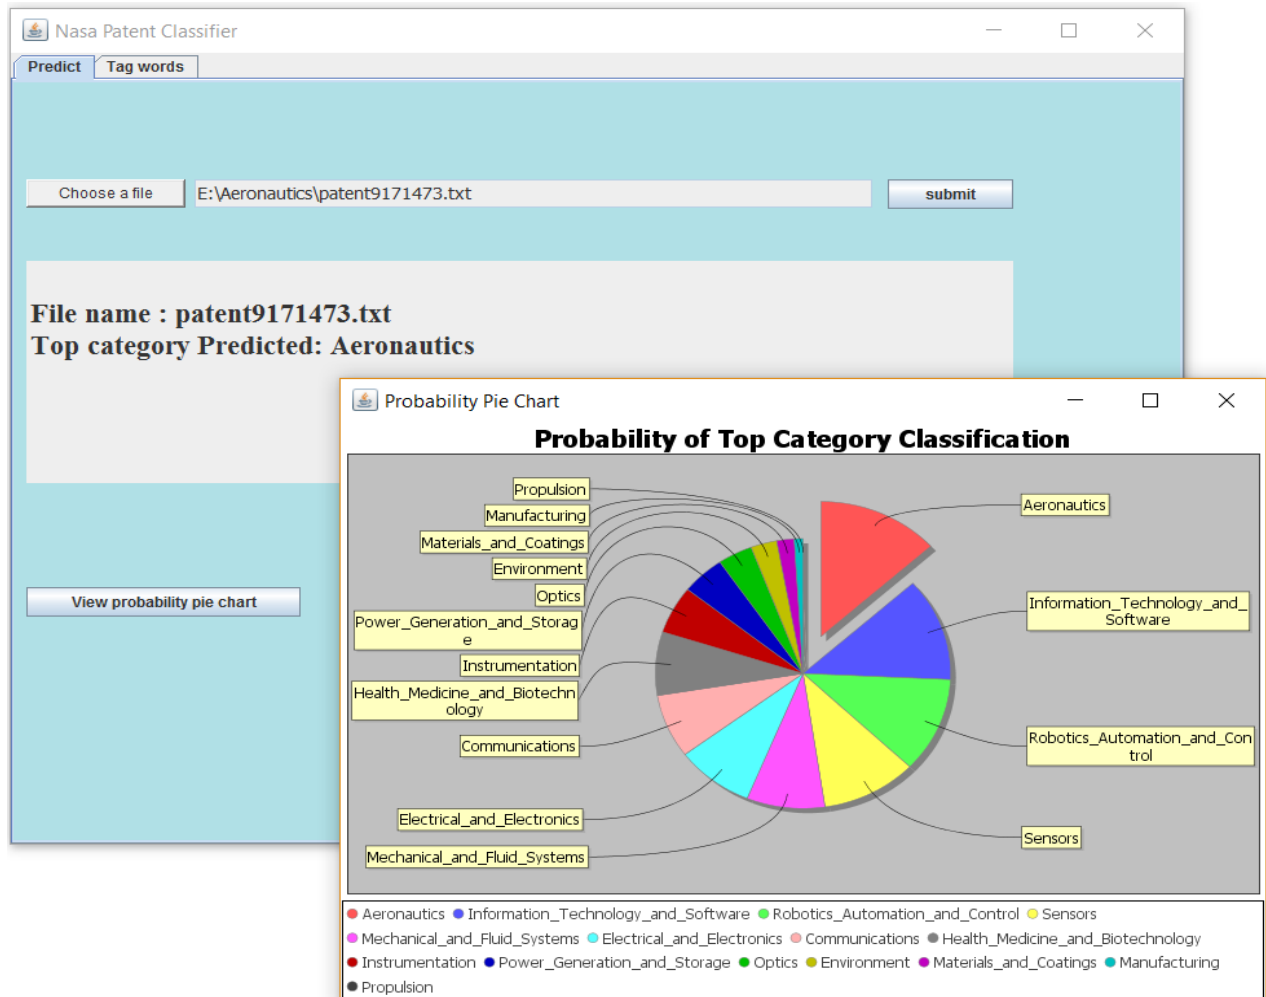 Nasa Patent Classifier
Predict Tag words
Choose a file E:\Aeronautics\patent9171473.txt submit
File name : patent9171473.txt
Top category Predicted: Aeronautics
View probability pie chart
Probability Pie Chart
Probability of Top Category Classification
Propulsion
Manufacturing
Materials_and_Coatings
Environment
Optics
Power_Generation_and_Storag
e
Instrumentation
Health_Medicine_and_Biotechn
ology
Communications
Electrical_and_Electronics
Mechanical_and_Fluid_Systems
Aeronautics
Information_Technology_and_
Software
Robotics_Automation_and_Con
trol
Sensors
Aeronautics Information_Technology_and_Software Robotics_Automation_and_Control Sensors
Mechanical_and_Fluid_Systems Electrical_and_Electronics Communications Health_Medicine_and_Biotechnology
Instrumentation Power_Generation_and_Storage Optics Environment Materials_and_Coatings Manufacturing
Propulsion